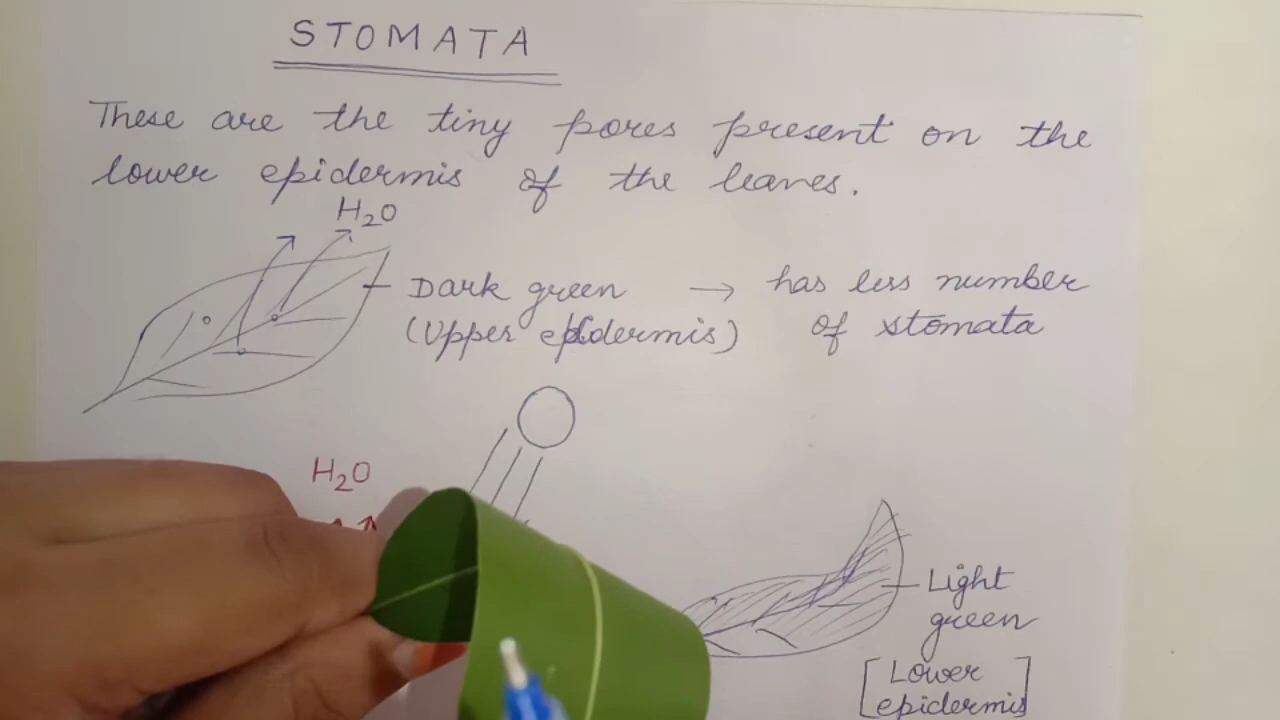 STOMATA
These are the tiny pores present on the
lower epidermis of the leaves.
H2O
Dark green → has less number
(Upper epidermis) of stomata
H2O
Light
green
[Lower
epidermis]